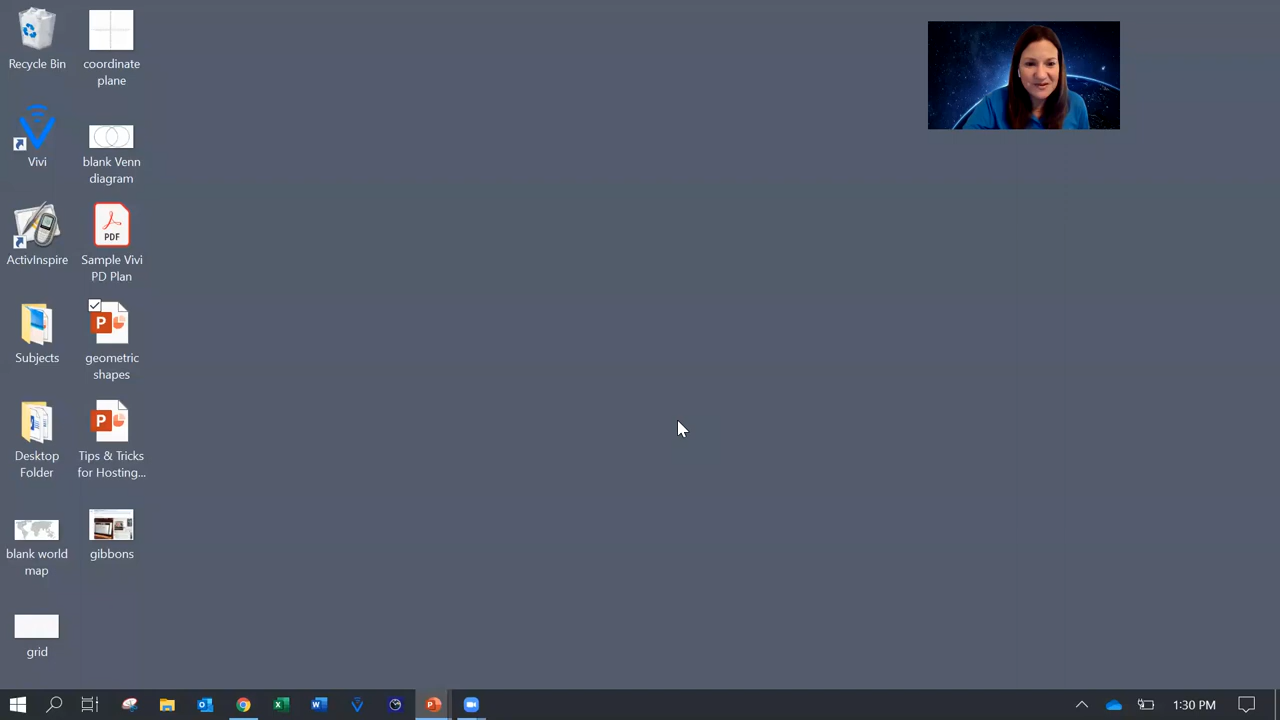 Recycle Bin
coordinate
plane
Vivi
blank Venn
diagram
ActivInspire
PDF
Sample Vivi
PD Plan
Subjects
P
geometric
shapes
Desktop
Folder
P
Tips & Tricks
for Hosting...
blank world
map
gibbons
grid
1:30 PM